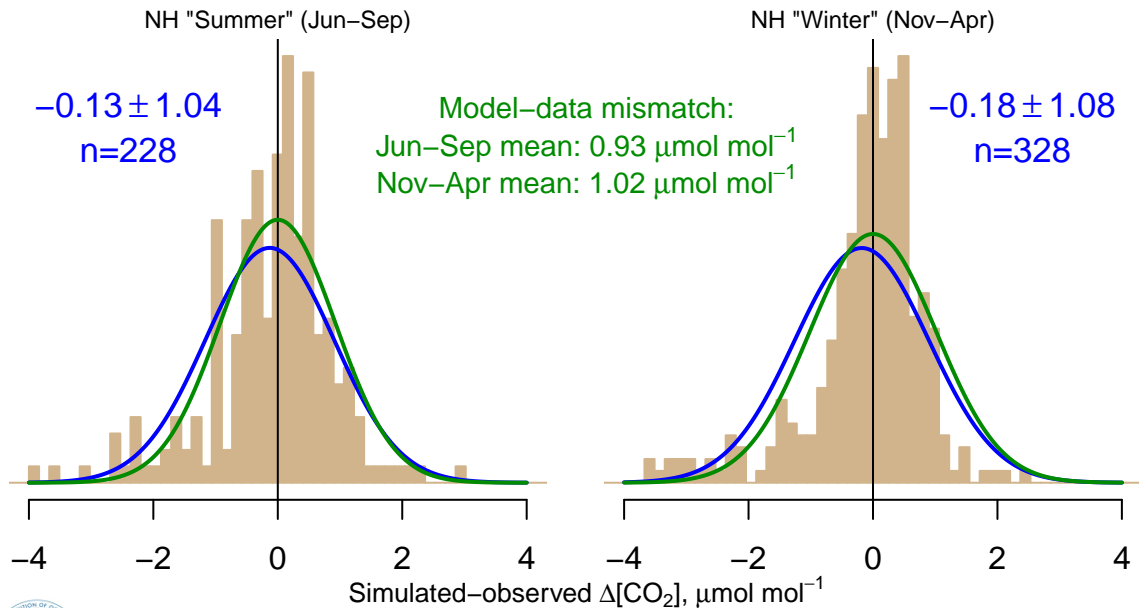 NH "Summer" (Jun−Sep)
NH "Winter" (Nov−Apr)
−0.13 ± 1.04
n=228
Model−data mismatch:
Jun−Sep mean: 0.93 μmol mol⁻¹
Nov−Apr mean: 1.02 μmol mol⁻¹
−0.18 ± 1.08
n=328
−4 −2 0 2 4
−4 −2 0 2 4
Simulated−observed Δ[CO₂], μmol mol⁻¹